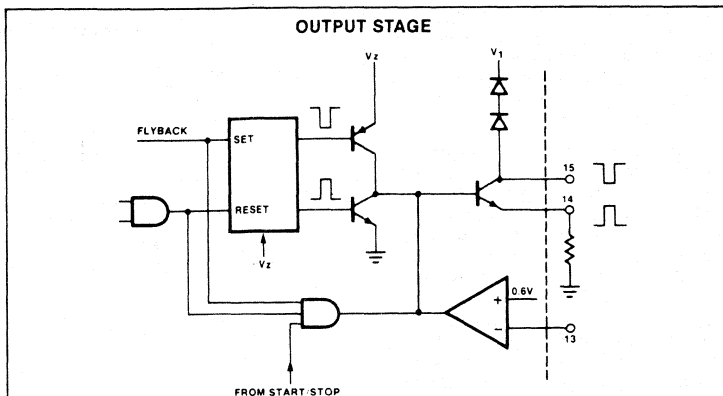 OUTPUT STAGE
Vz
V1
FLYBACK
SET
15
14
RESET
Vz
0.6V
+
−
13
FROM START/STOP